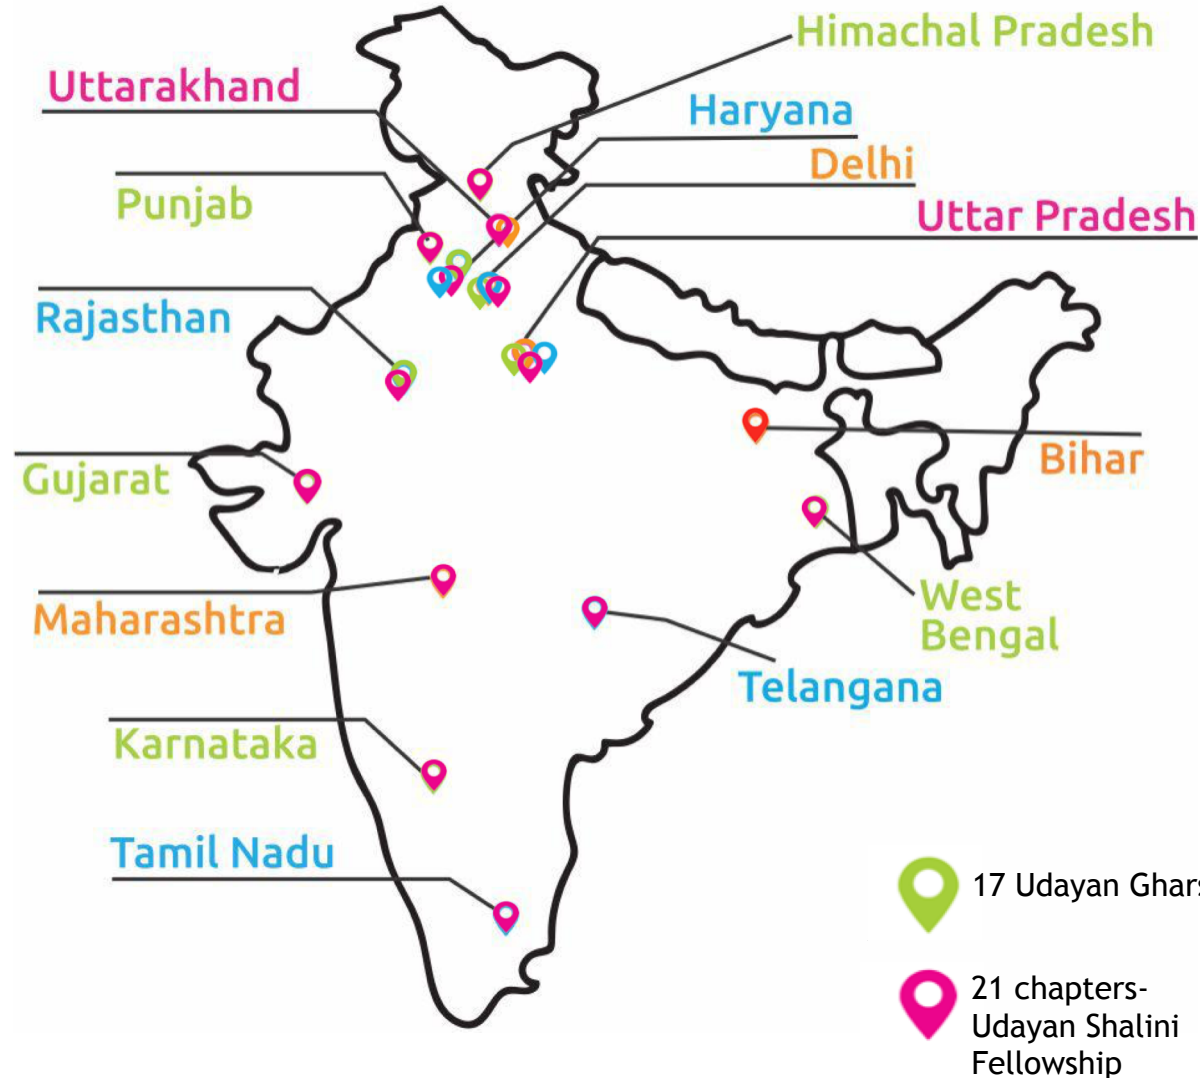 Himachal Pradesh
Uttarakhand
Haryana
Delhi
Punjab
Uttar Pradesh
Rajasthan
Bihar
Gujarat
West
Bengal
Maharashtra
Telangana
Karnataka
Tamil Nadu
17 Udayan Ghars
21 chapters-
Udayan Shalini
Fellowship